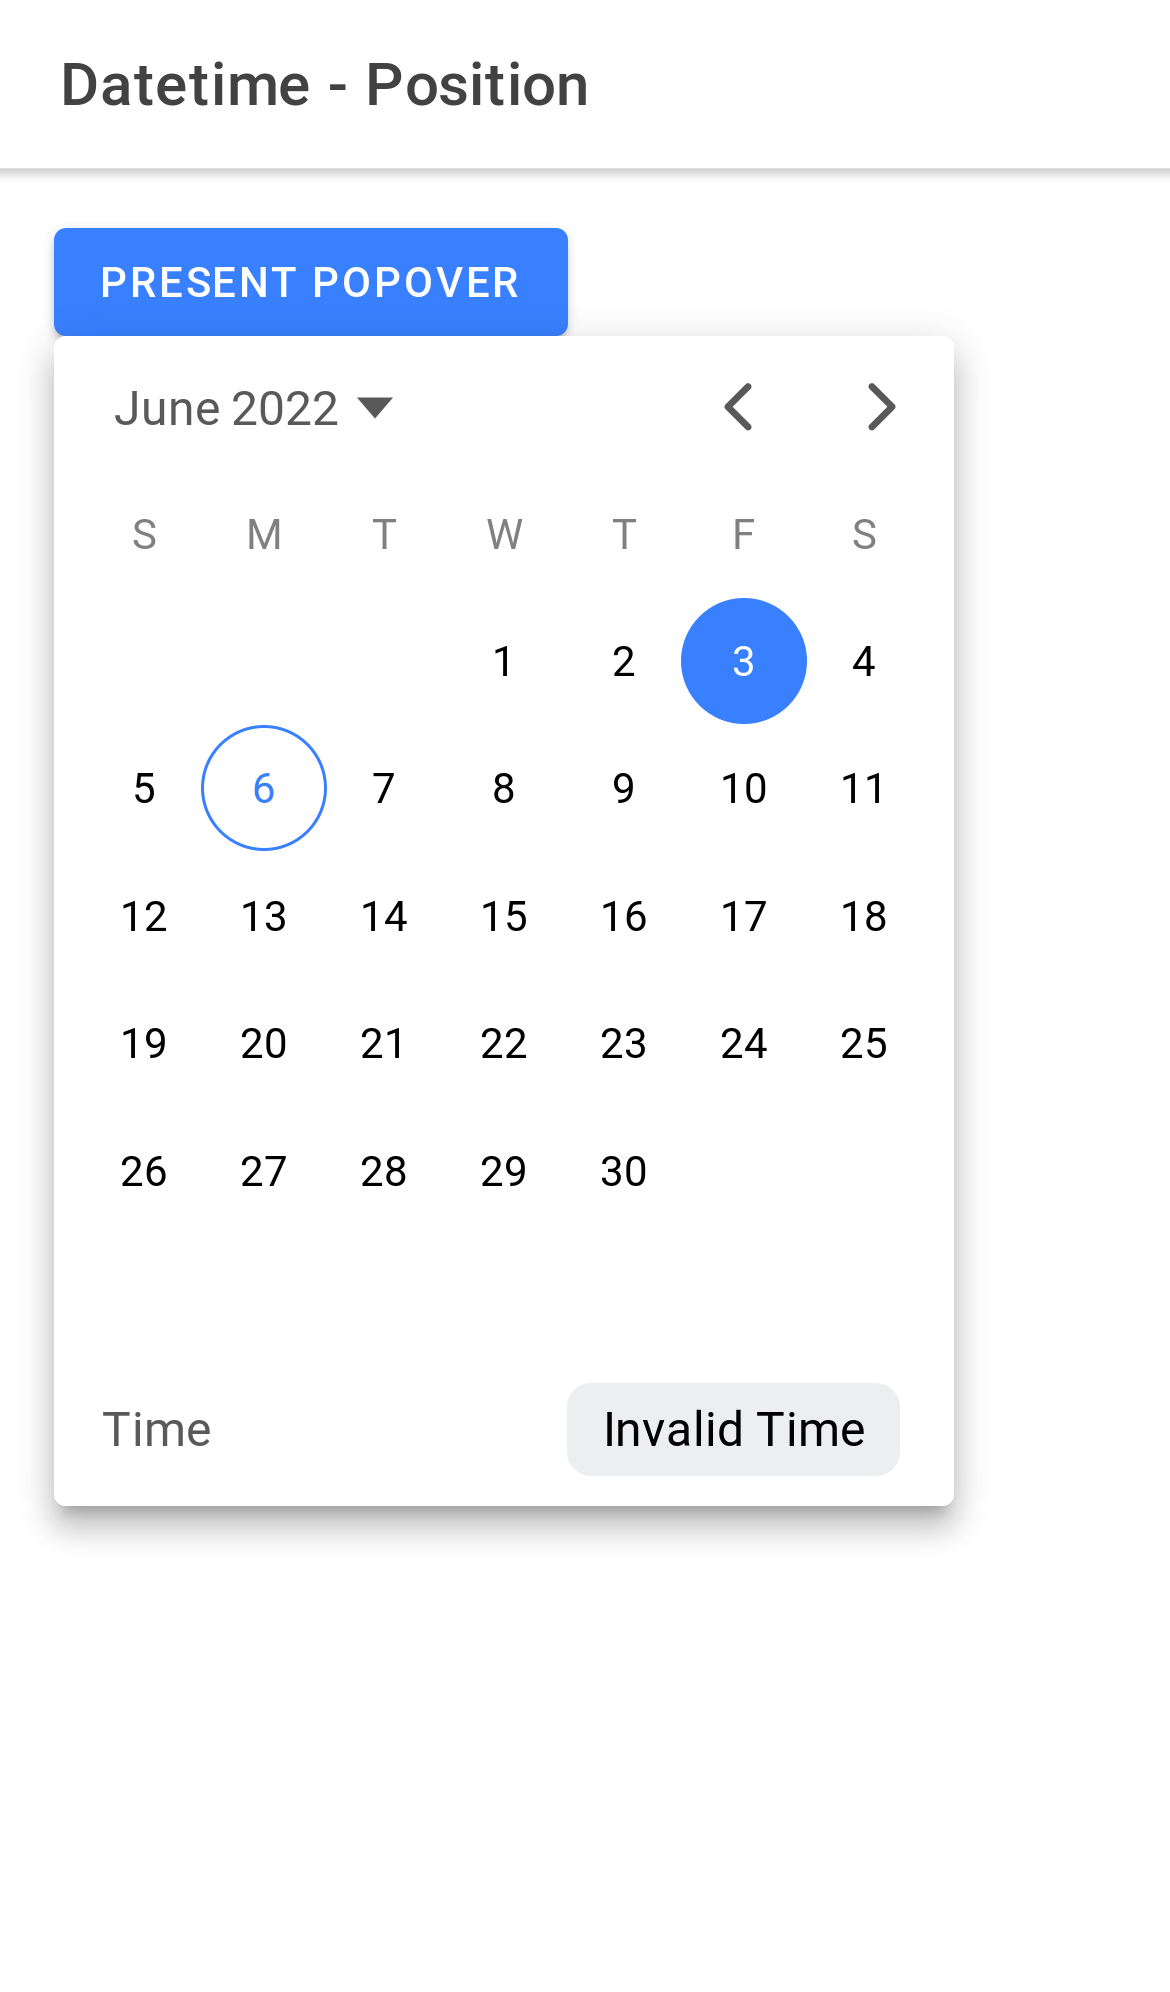 Datetime - Position
PRESENT POPOVER
June 2022
S M T W T F S
1 2 3 4
5 6 7 8 9 10 11
12 13 14 15 16 17 18
19 20 21 22 23 24 25
26 27 28 29 30
Time Invalid Time